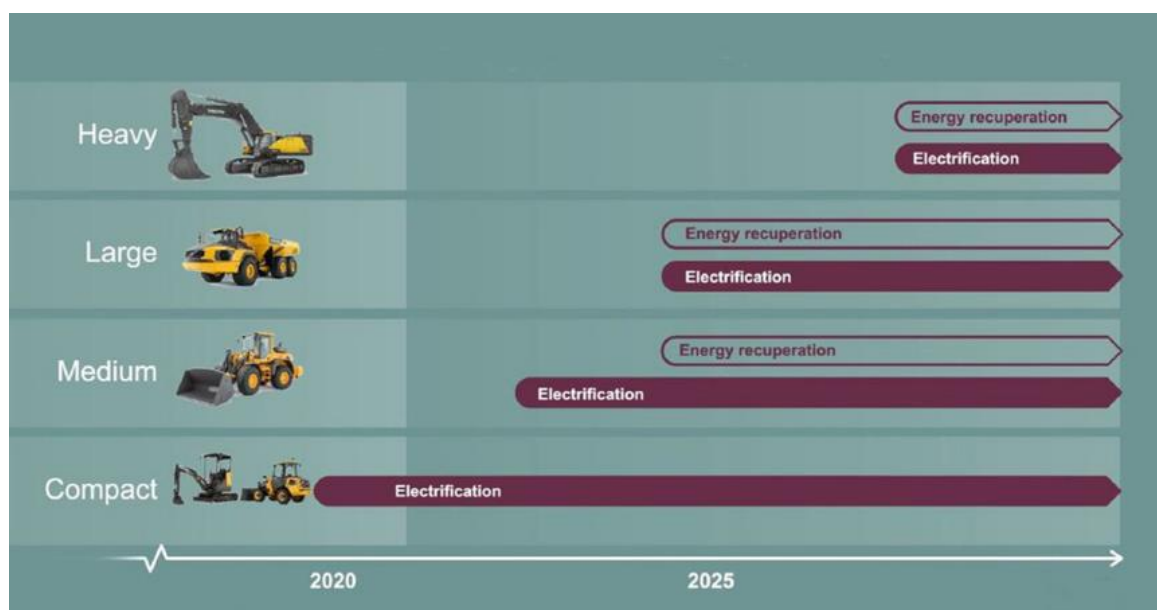 Heavy
Energy recuperation
Electrification
Large
Energy recuperation
Electrification
Medium
Energy recuperation
Electrification
Compact
Electrification
2020
2025